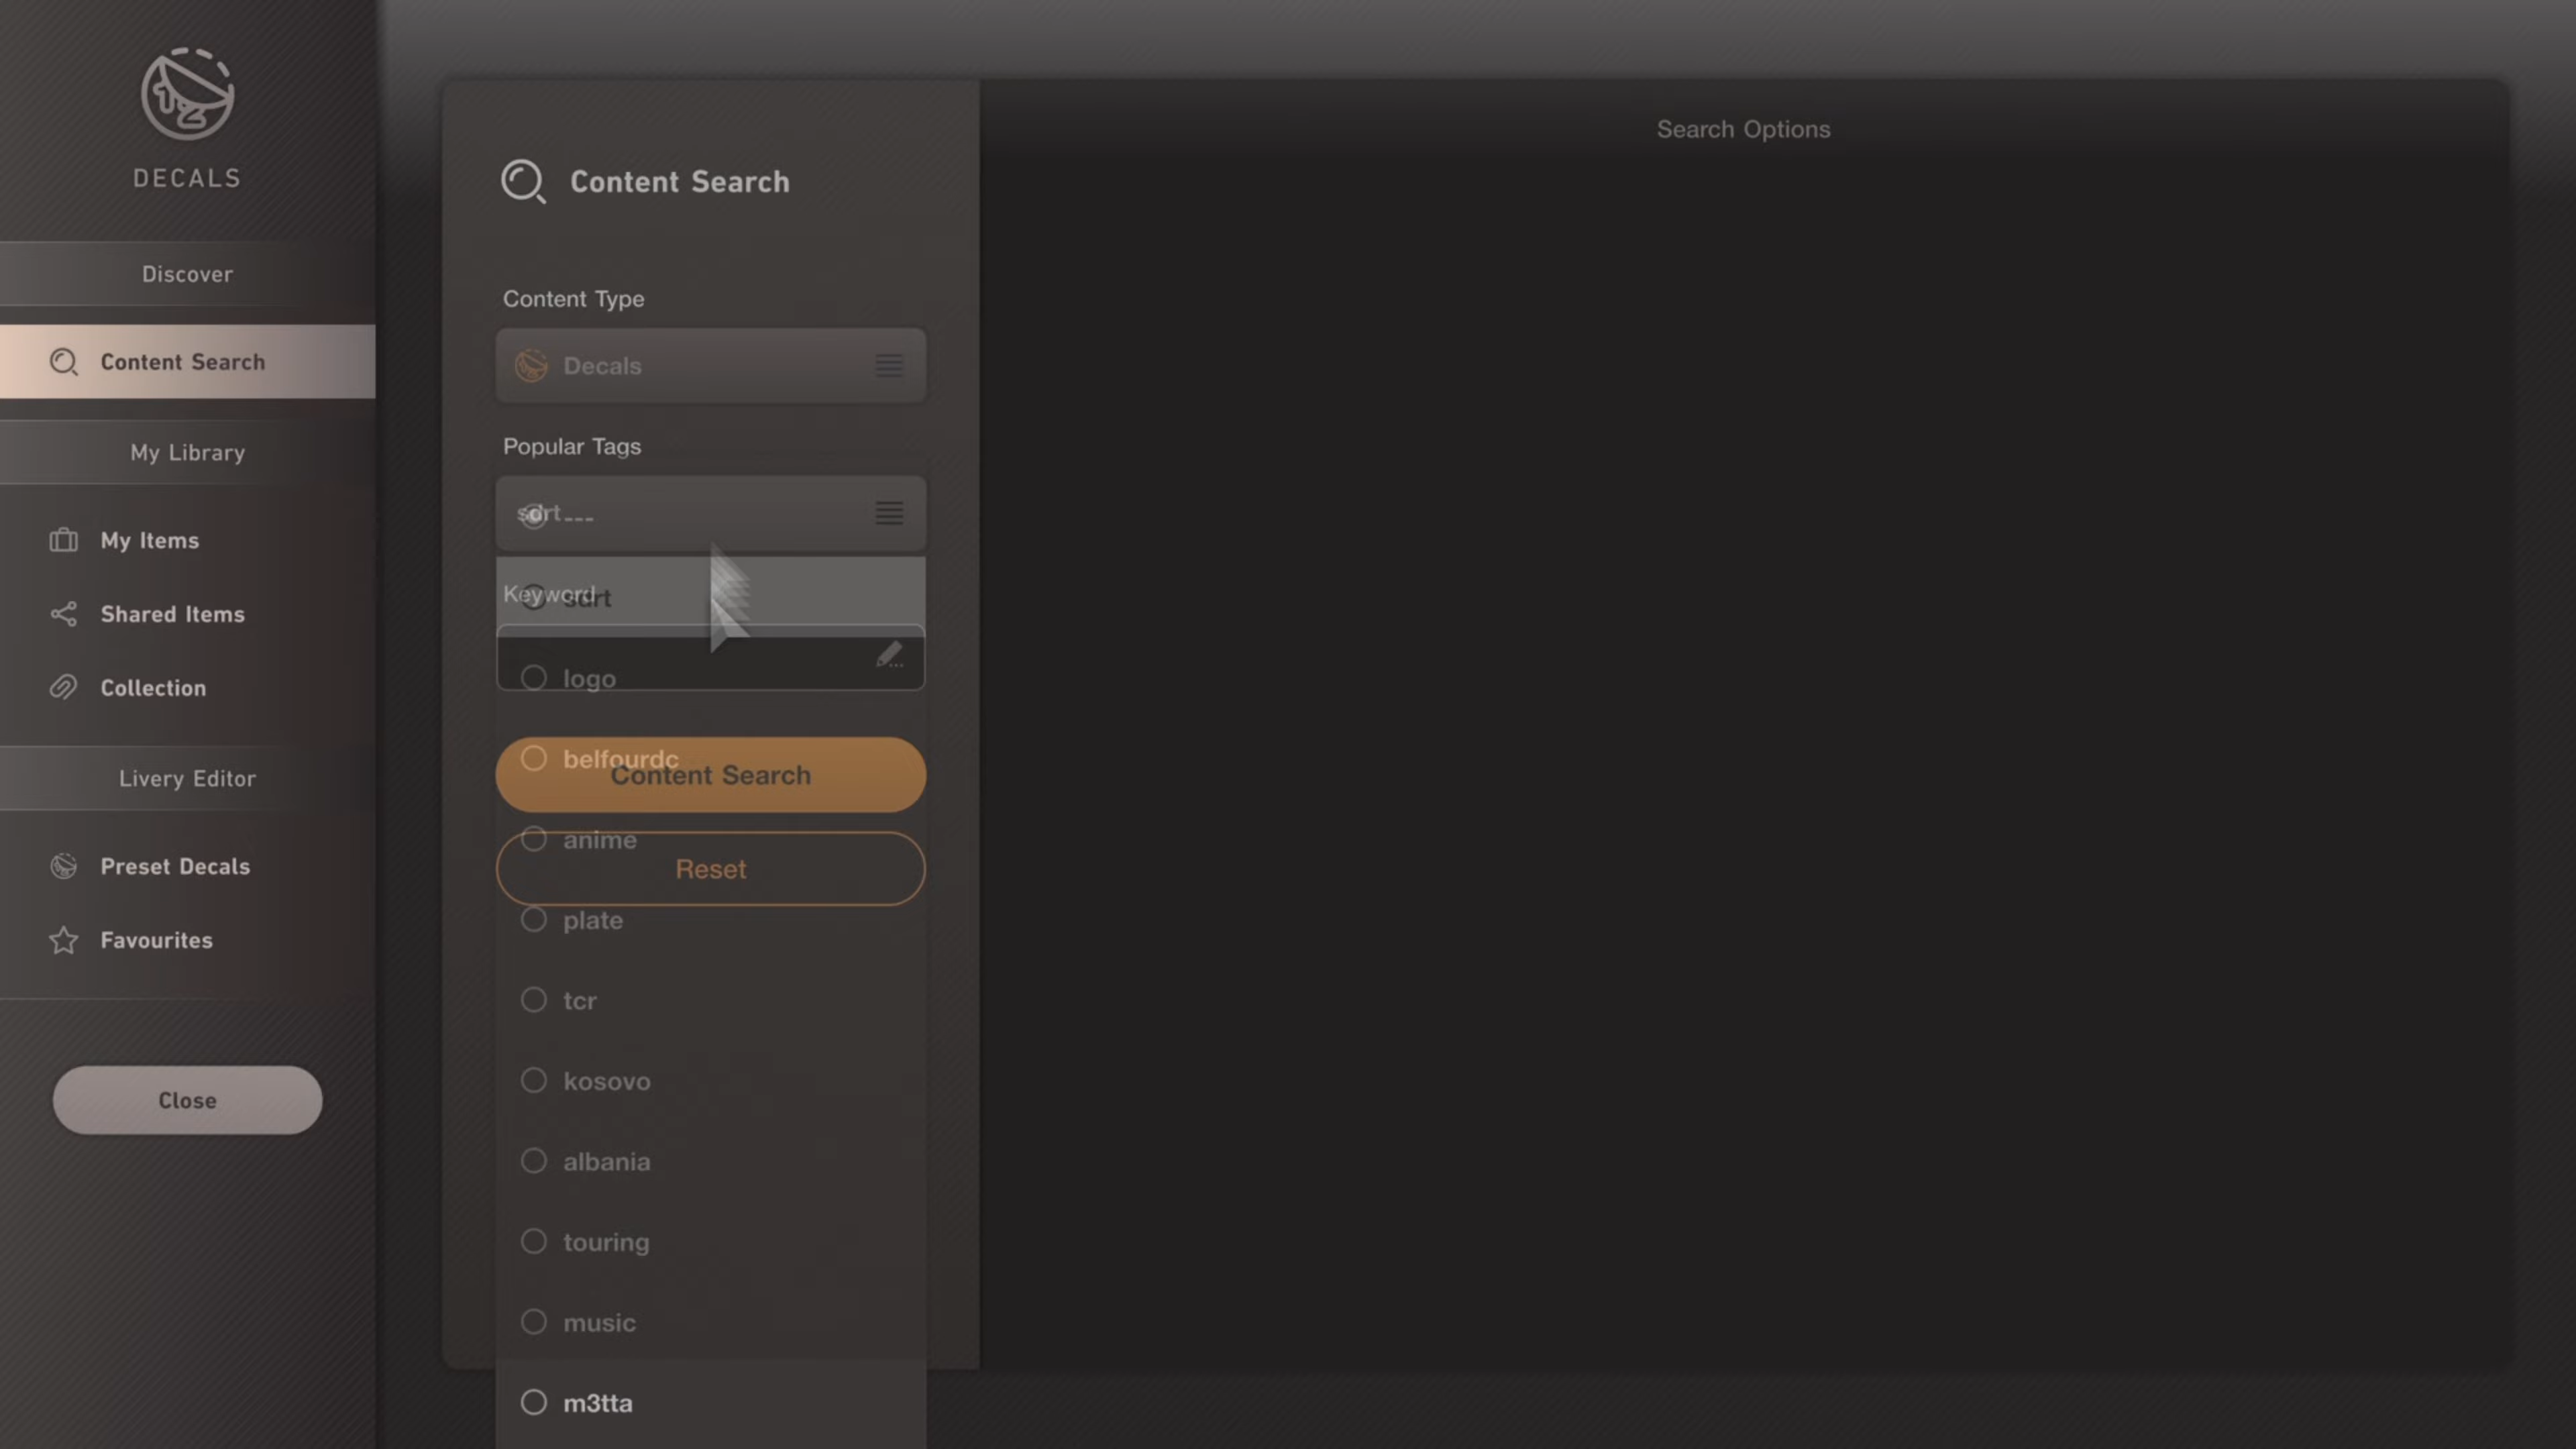 DECALS
Discover
Content Search
My Library
My Items
Shared Items
Collection
Livery Editor
Preset Decals
Favourites
Close
Content Search
Content Type
Decals
Popular Tags
sdrt
---
Keyword
sdrt
logo
belfourdc
Content Search
anime
Reset
plate
tcr
kosovo
albania
touring
music
m3tta
Search Options